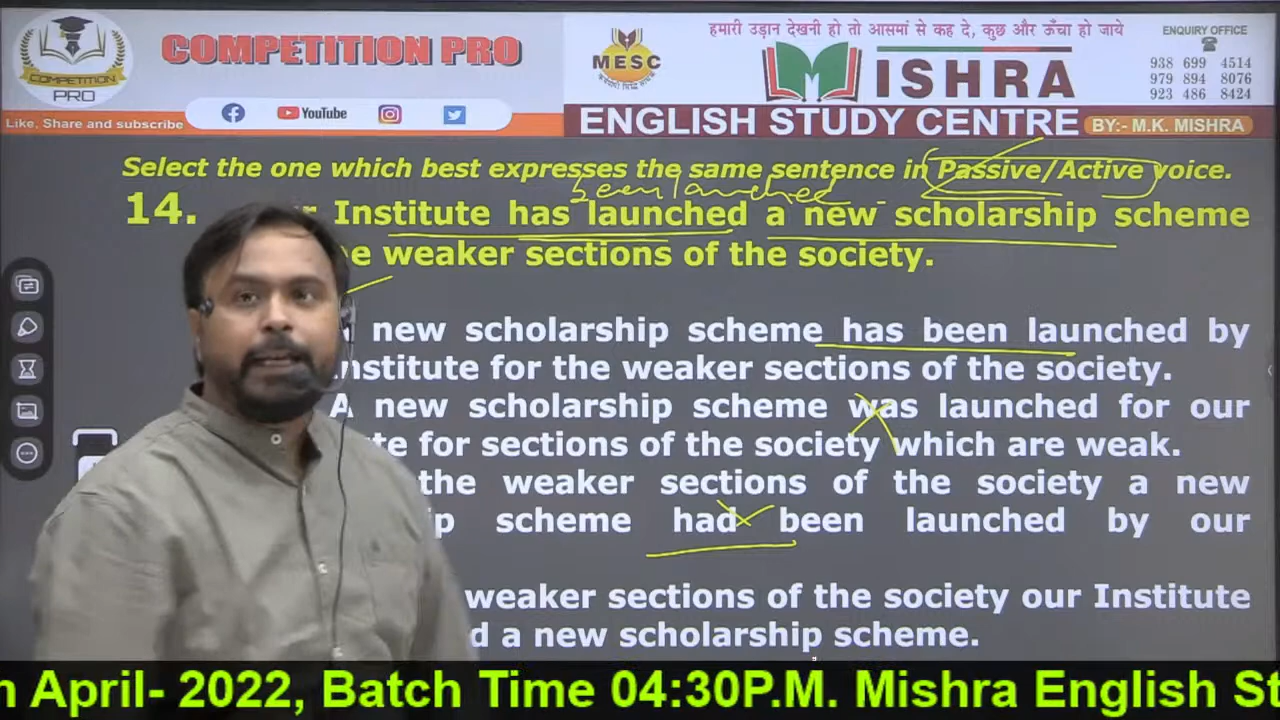 COMPETITION PRO
COMPETITION
PRO
Like, Share and subscribe
YouTube
MESC
हमारी उड़ान देखनी हो तो आसमां से कह दे, कुछ और ऊँचा हो जाये
MISHRA
ENGLISH STUDY CENTRE
BY:- M.K. MISHRA
ENQUIRY OFFICE
938 699 4514
979 894 8076
923 486 8424
Select the one which best expresses the same sentence in Passive/Active voice.
been launched
14. Institute has launched a new scholarship scheme
weaker sections of the society.
new scholarship scheme has been launched by
Institute for the weaker sections of the society.
A new scholarship scheme was launched for our
for sections of the society which are weak.
the weaker sections of the society a new
scheme had been launched by our
weaker sections of the society our Institute
a new scholarship scheme.
April- 2022, Batch Time 04:30P.M. Mishra English